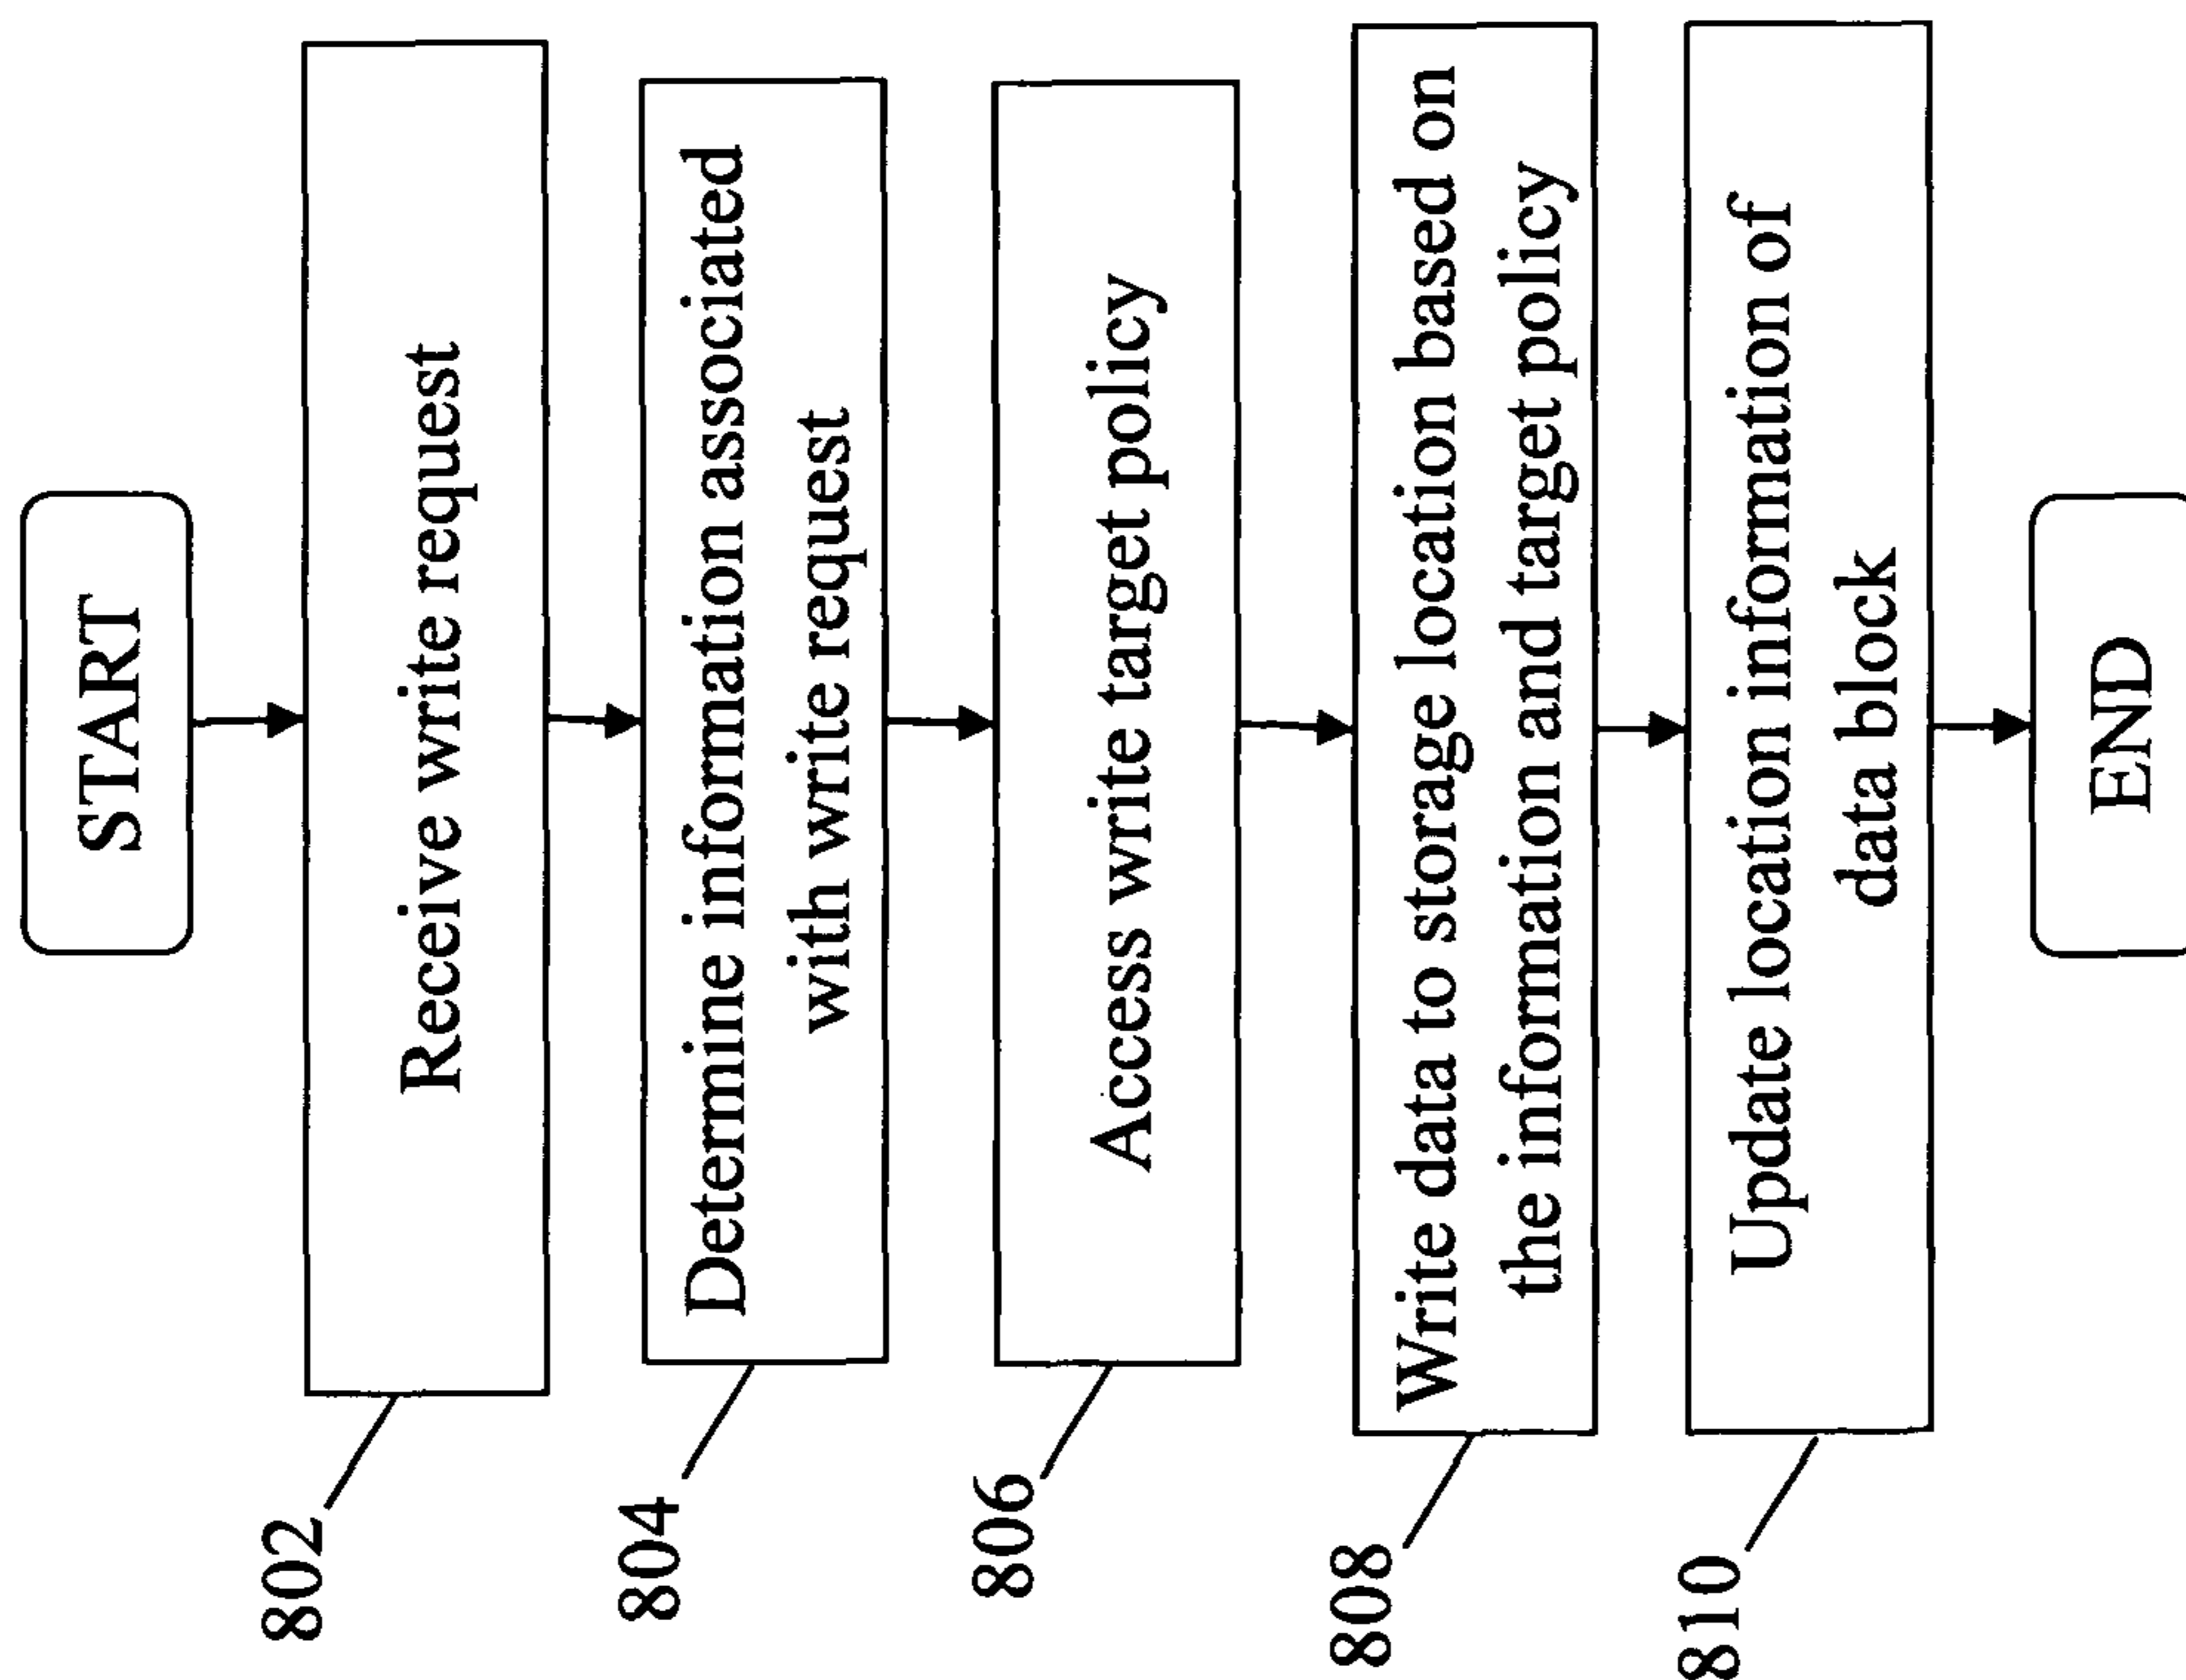 START
802
Receive write request
804
Determine information associated
with write request
806
Access write target policy
808
Write data to storage location based on
the information and target policy
810
Update location information of
data block
END